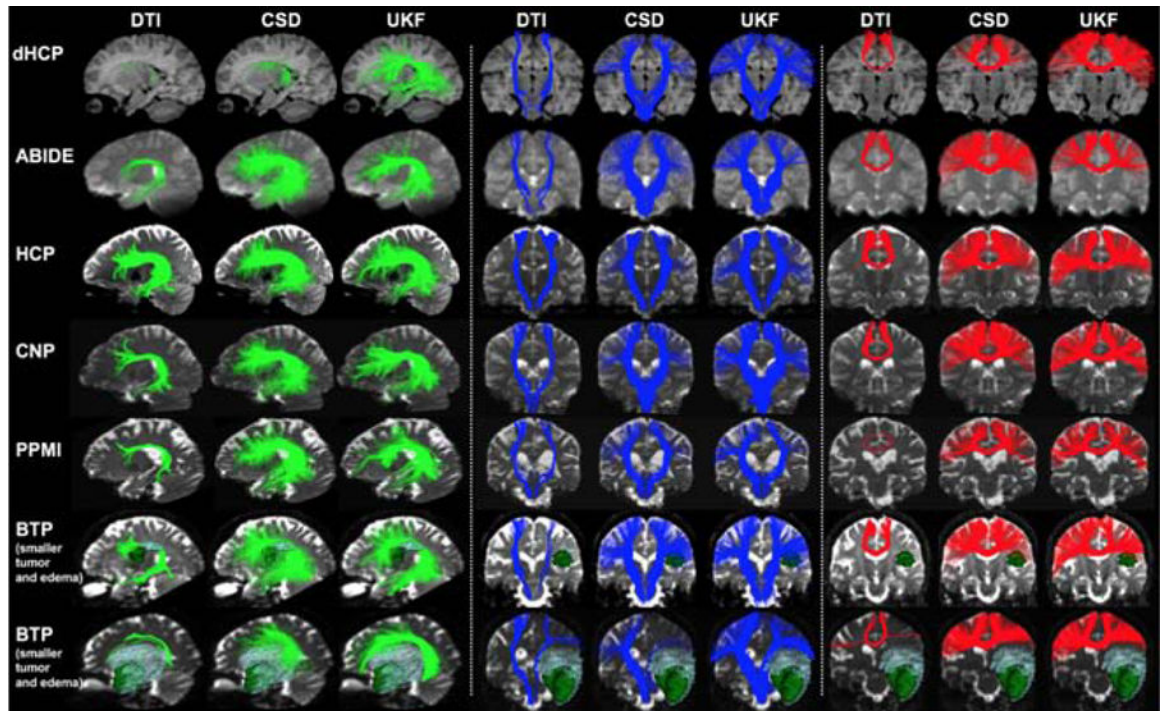 DTI CSD UKF DTI CSD UKF DTI CSD UKF
dHCP
ABIDE
HCP
CNP
PPMI
BTP
(smaller
tumor
and edema)
BTP
(smaller
tumor
and edema)